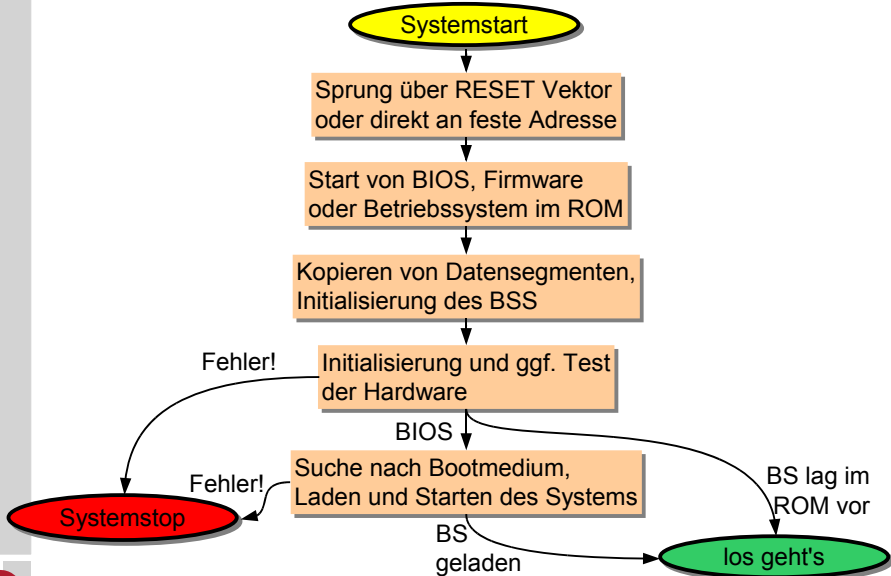 Systemstart
Sprung über RESET Vektor
oder direkt an feste Adresse
Start von BIOS, Firmware
oder Betriebssystem im ROM
Kopieren von Datensegmenten,
Initialisierung des BSS
Fehler!
Initialisierung und ggf. Test
der Hardware
BIOS
Fehler!
Suche nach Bootmedium,
Laden und Starten des Systems
BS lag im
ROM vor
Systemstop
BS
geladen
los geht's